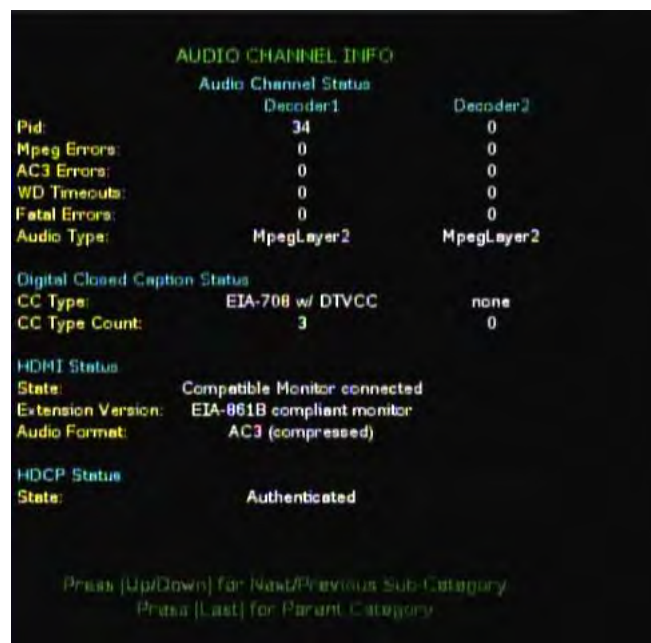 AUDIO CHANNEL INFO
Audio Channel Status
Decoder1 Decoder2
Pid: 34 0
Mpeg Errors: 0 0
AC3 Errors: 0 0
WD Timeouts: 0 0
Fatal Errors: 0 0
Audio Type: MpegLayer2 MpegLayer2
Digital Closed Caption Status
CC Type: EIA-708 w/ DTVCC none
CC Type Count: 3 0
HDMI Status
State: Compatible Monitor connected
Extension Version: EIA-861B compliant monitor
Audio Format: AC3 (compressed)
HDCP Status
State: Authenticated
Press [Up/Down] for Next/Previous Sub-Category
Press [Last] for Parent Category